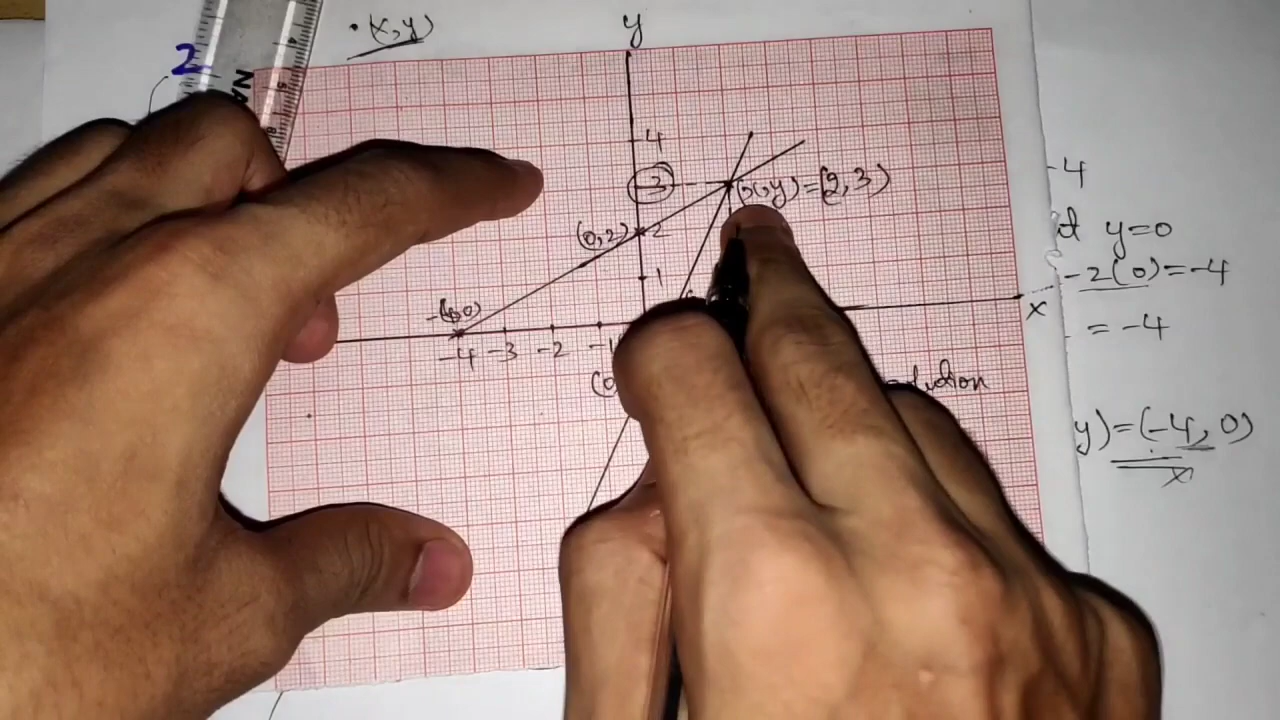 2
• (x,y)
y
4
3
(x,y)=(2,3)
(0,2)
2
1
(-4,0)
-4 -3 -2 -1
x
-4
y=0
-2(0)=-4
= -4
y)=(-4, 0)
x